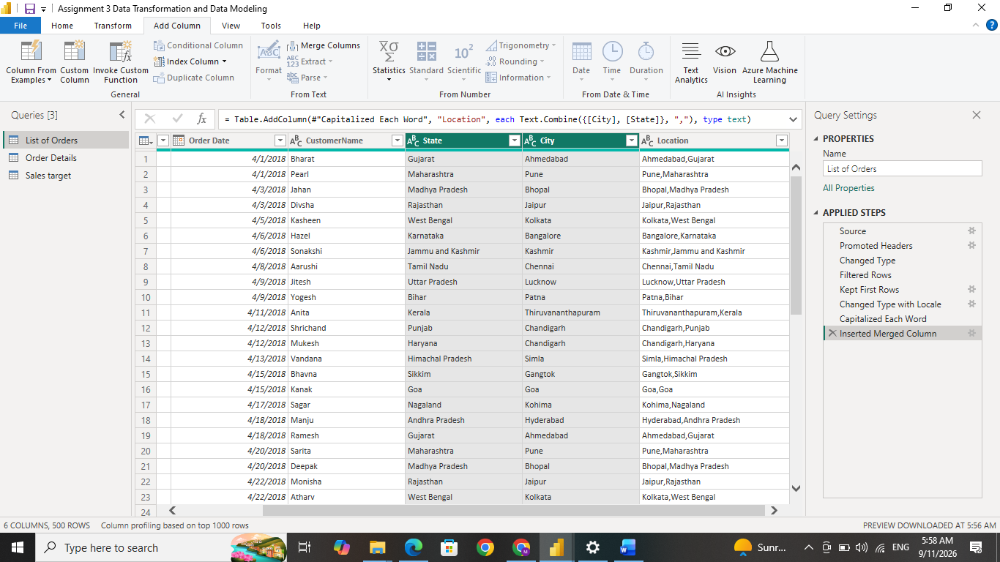 Assignment 3 Data Transformation and Data Modeling
File Home Transform Add Column View Tools Help
Column From Examples
Custom Column
Invoke Custom Function
Conditional Column
Index Column
Duplicate Column
General
Format
Merge Columns
Extract
Parse
From Text
Statistics
Standard
Scientific
Trigonometry
Rounding
Information
From Number
Date
Time
Duration
From Date & Time
Text Analytics
Vision
Azure Machine Learning
AI Insights
Queries [3]
List of Orders
Order Details
Sales target
= Table.AddColumn(#"Capitalized Each Word", "Location", each Text.Combine({[City], [State]}, ","), type text)
Order Date CustomerName State City Location
1 4/1/2018 Bharat Gujarat Ahmedabad Ahmedabad,Gujarat
2 4/1/2018 Pearl Maharashtra Pune Pune,Maharashtra
3 4/3/2018 Jahan Madhya Pradesh Bhopal Bhopal,Madhya Pradesh
4 4/3/2018 Divsha Rajasthan Jaipur Jaipur,Rajasthan
5 4/5/2018 Kasheen West Bengal Kolkata Kolkata,West Bengal
6 4/6/2018 Hazel Karnataka Bangalore Bangalore,Karnataka
7 4/6/2018 Sonakshi Jammu and Kashmir Kashmir Kashmir,Jammu and Kashmir
8 4/8/2018 Aarushi Tamil Nadu Chennai Chennai,Tamil Nadu
9 4/9/2018 Jitesh Uttar Pradesh Lucknow Lucknow,Uttar Pradesh
10 4/9/2018 Yogesh Bihar Patna Patna,Bihar
11 4/11/2018 Anita Kerala Thiruvananthapuram Thiruvananthapuram,Kerala
12 4/12/2018 Shrichand Punjab Chandigarh Chandigarh,Punjab
13 4/12/2018 Mukesh Haryana Chandigarh Chandigarh,Haryana
14 4/13/2018 Vandana Himachal Pradesh Simla Simla,Himachal Pradesh
15 4/15/2018 Bhavna Sikkim Gangtok Gangtok,Sikkim
16 4/15/2018 Kanak Goa Goa Goa,Goa
17 4/17/2018 Sagar Nagaland Kohima Kohima,Nagaland
18 4/18/2018 Manju Andhra Pradesh Hyderabad Hyderabad,Andhra Pradesh
19 4/18/2018 Ramesh Gujarat Ahmedabad Ahmedabad,Gujarat
20 4/20/2018 Sarita Maharashtra Pune Pune,Maharashtra
21 4/20/2018 Deepak Madhya Pradesh Bhopal Bhopal,Madhya Pradesh
22 4/22/2018 Monisha Rajasthan Jaipur Jaipur,Rajasthan
23 4/22/2018 Atharv West Bengal Kolkata Kolkata,West Bengal
24
Query Settings
PROPERTIES
Name
List of Orders
All Properties
APPLIED STEPS
Source
Promoted Headers
Changed Type
Filtered Rows
Kept First Rows
Changed Type with Locale
Capitalized Each Word
Inserted Merged Column
6 COLUMNS, 500 ROWS Column profiling based on top 1000 rows
PREVIEW DOWNLOADED AT 5:56 AM
Type here to search
Sunr...
ENG
5:58 AM
9/11/2026